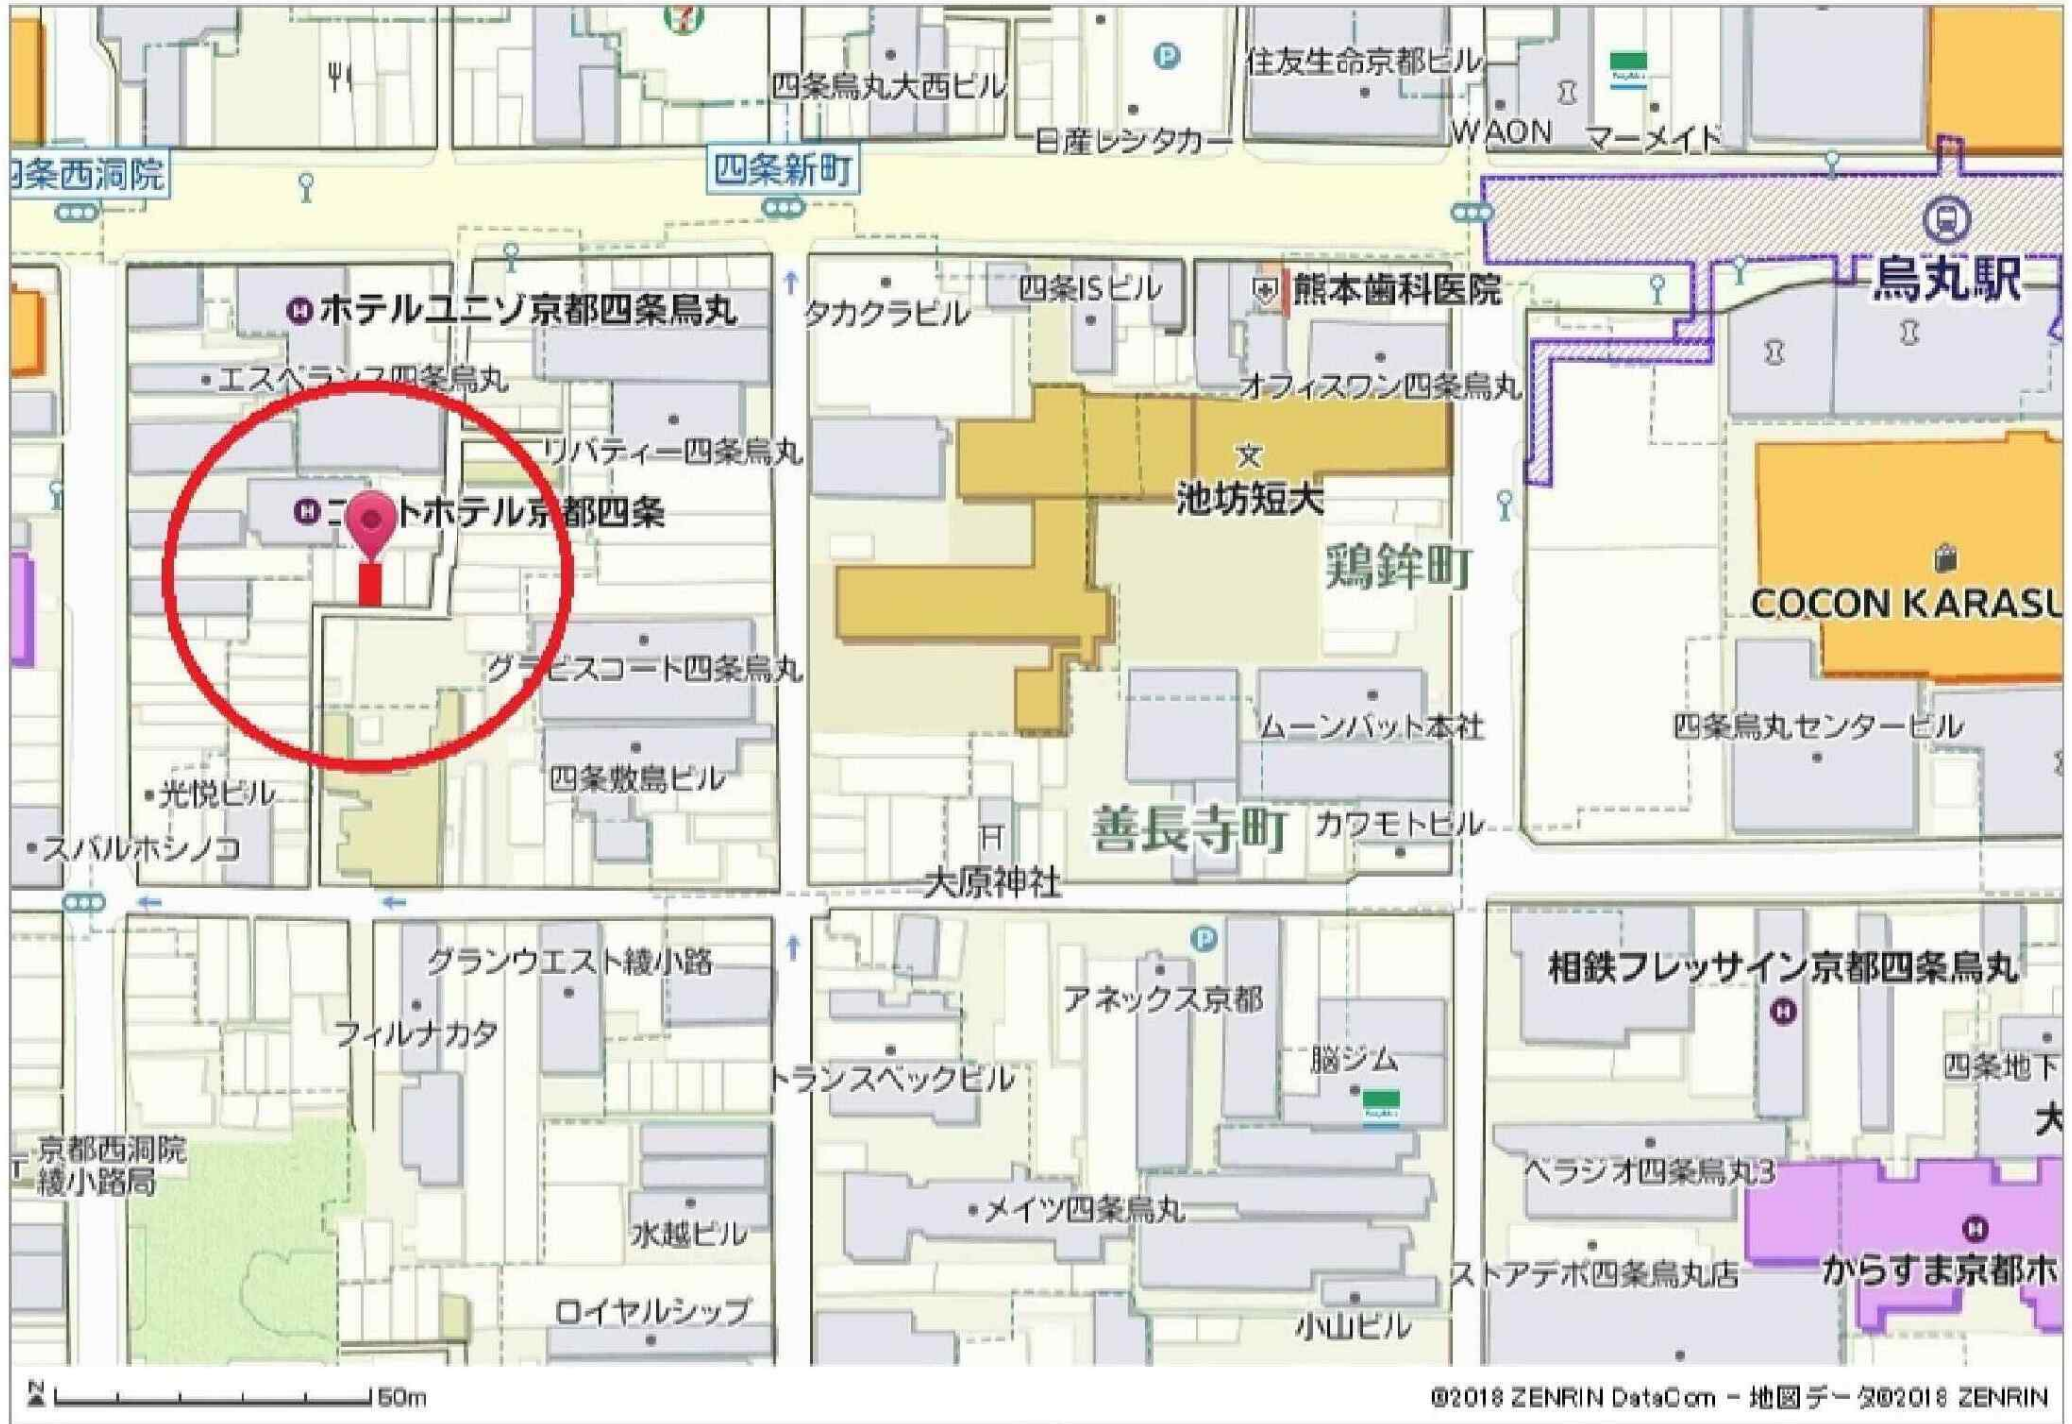 四条烏丸大西ビル
住友生命京都ビル
日産レンタカー
WAON
マーメイド
条西洞院
四条新町
烏丸駅
ホテルユニゾ京都四条烏丸
タカクラビル
四条ISビル
熊本歯科医院
エスペランス四条烏丸
オフィスワン四条烏丸
リバティー四条烏丸
トホテル京都四条
池坊短大
鶏鉾町
COCON KARASU
グラビスコート四条烏丸
ムーンバット本社
四条烏丸センタービル
四条敷島ビル
光悦ビル
善長寺町
カワモトビル
スバルホシノコ
大原神社
グランウエスト綾小路
相鉄フレッサイン京都四条烏丸
アネックス京都
フィルナカタ
脳ジム
四条地下
トランスベックビル
大
京都西洞院
綾小路局
ベラジオ四条烏丸3
メイツ四条烏丸
水越ビル
ストアデポ四条烏丸店
からすま京都ホ
ロイヤルシップ
小山ビル
N
50m
©2018 ZENRIN DataCom - 地図データ©2018 ZENRIN